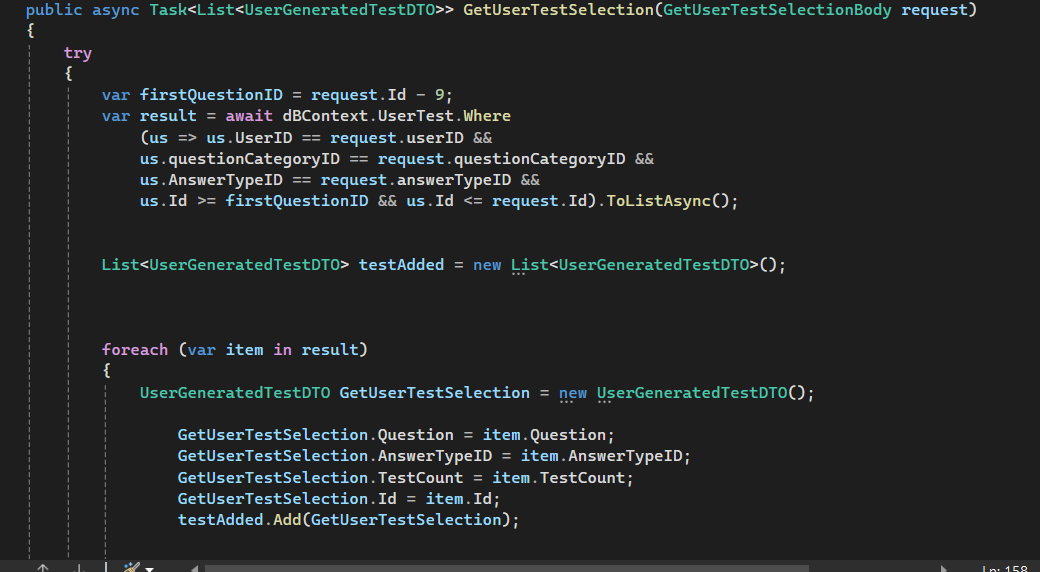 public async Task<List<UserGeneratedTestDTO>> GetUserTestSelection(GetUserTestSelectionBody request)
{
try
{
var firstQuestionID = request.Id - 9;
var result = await dBContext.UserTest.Where
(us => us.UserID == request.userID &&
us.questionCategoryID == request.questionCategoryID &&
us.AnswerTypeID == request.answerTypeID &&
us.Id >= firstQuestionID && us.Id <= request.Id).ToListAsync();
List<UserGeneratedTestDTO> testAdded = new List<UserGeneratedTestDTO>();
foreach (var item in result)
{
UserGeneratedTestDTO GetUserTestSelection = new UserGeneratedTestDTO();
GetUserTestSelection.Question = item.Question;
GetUserTestSelection.AnswerTypeID = item.AnswerTypeID;
GetUserTestSelection.TestCount = item.TestCount;
GetUserTestSelection.Id = item.Id;
testAdded.Add(GetUserTestSelection);
Ln: 158